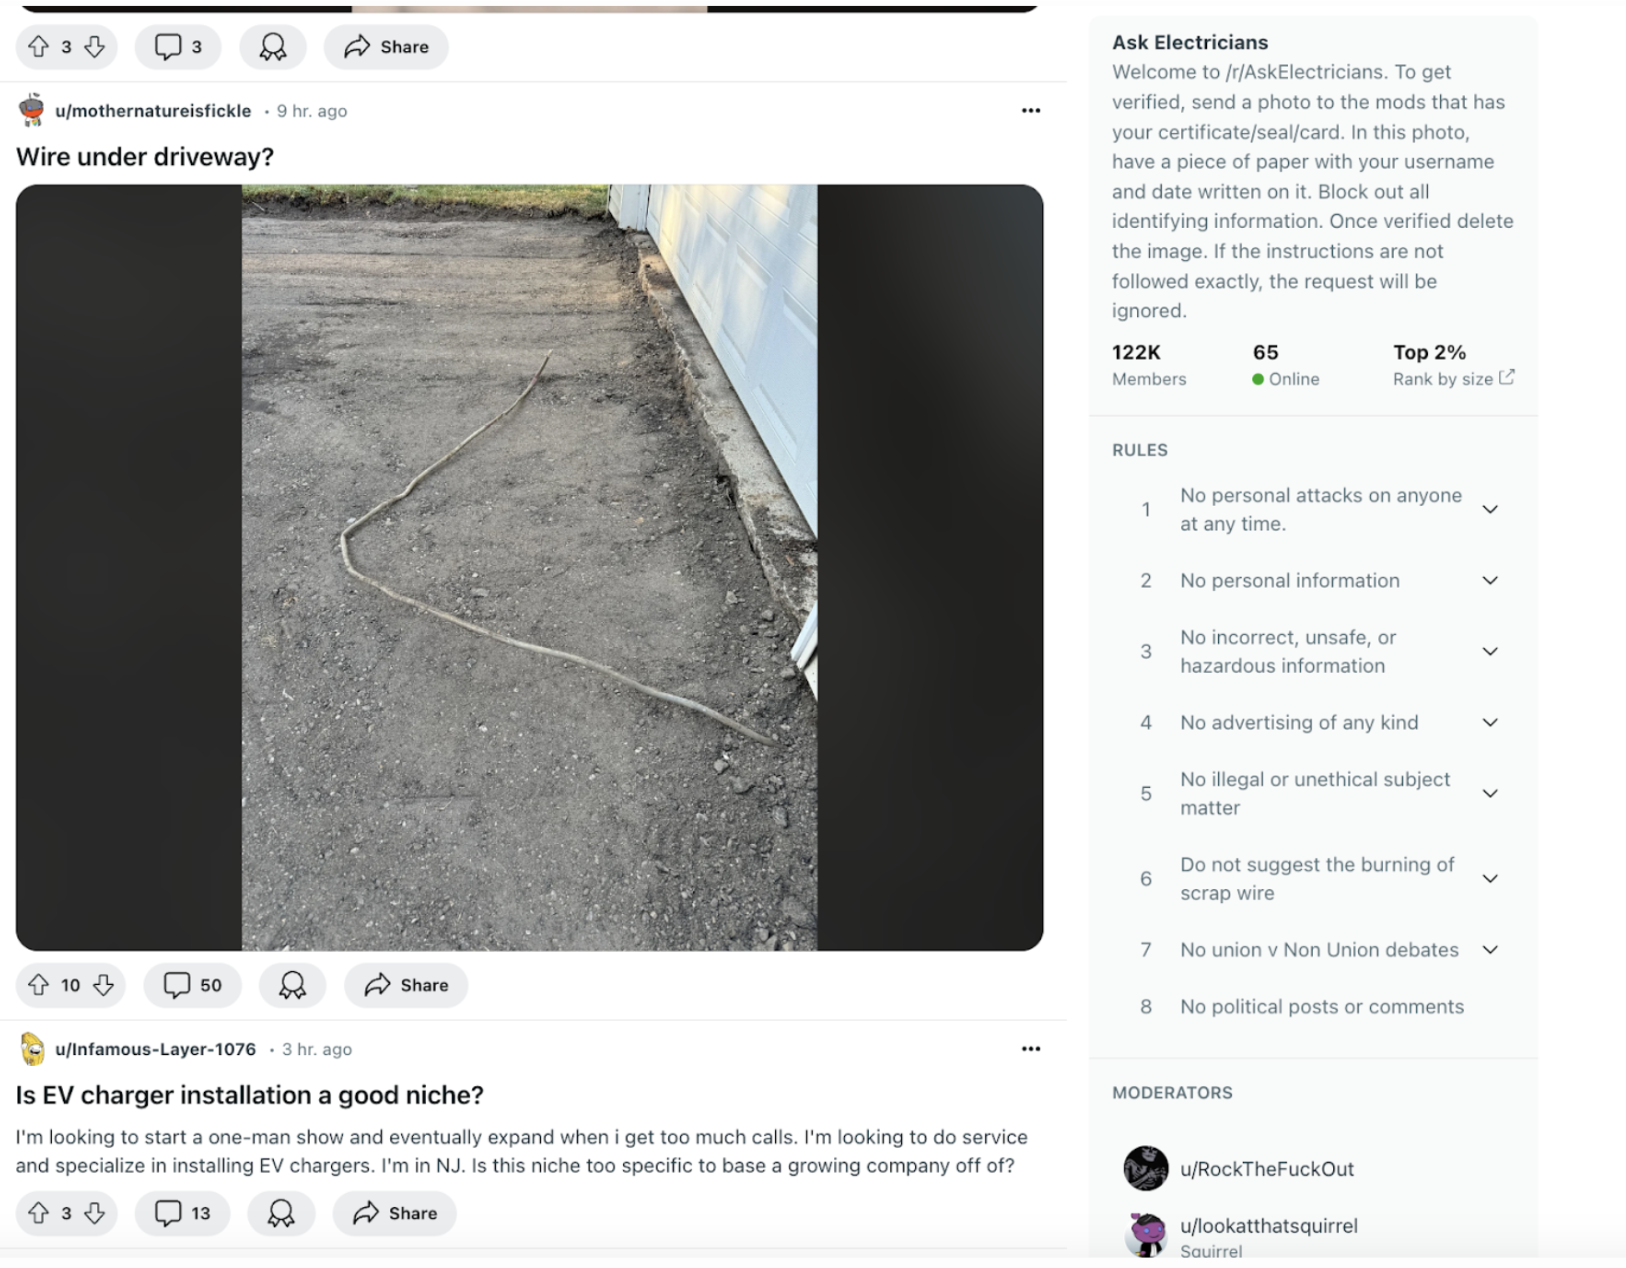 3
3
Share
u/mothernatureisfickle • 9 hr. ago
Wire under driveway?
10
50
Share
u/Infamous-Layer-1076 • 3 hr. ago
Is EV charger installation a good niche?
I'm looking to start a one-man show and eventually expand when i get too much calls. I'm looking to do service
and specialize in installing EV chargers. I'm in NJ. Is this niche too specific to base a growing company off of?
3
13
Share
Ask Electricians
Welcome to /r/AskElectricians. To get
verified, send a photo to the mods that has
your certificate/seal/card. In this photo,
have a piece of paper with your username
and date written on it. Block out all
identifying information. Once verified delete
the image. If the instructions are not
followed exactly, the request will be
ignored.
122K 65 Top 2%
Members Online Rank by size
RULES
1 No personal attacks on anyone
at any time.
2 No personal information
3 No incorrect, unsafe, or
hazardous information
4 No advertising of any kind
5 No illegal or unethical subject
matter
6 Do not suggest the burning of
scrap wire
7 No union v Non Union debates
8 No political posts or comments
MODERATORS
u/RockTheFuckOut
u/lookatthatsquirrel
Squirrel